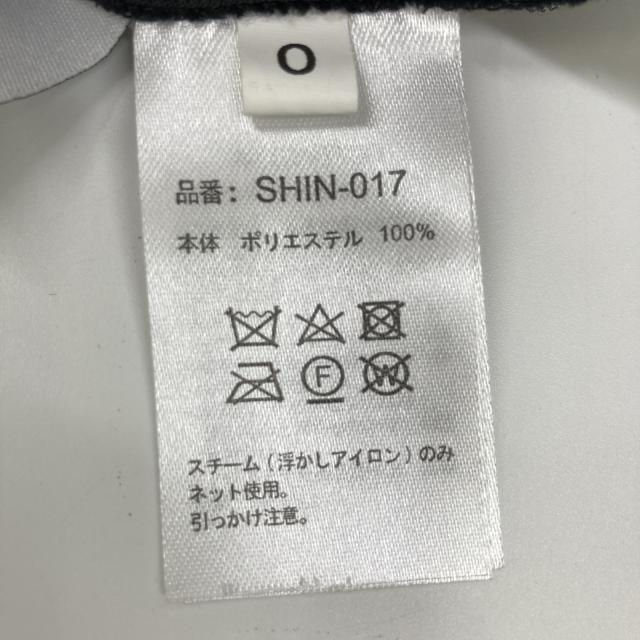 O
品番: SHIN-017
本体 ポリエステル 100%
F W
スチーム(浮かしアイロン)のみ
ネット使用。
引っかけ注意。